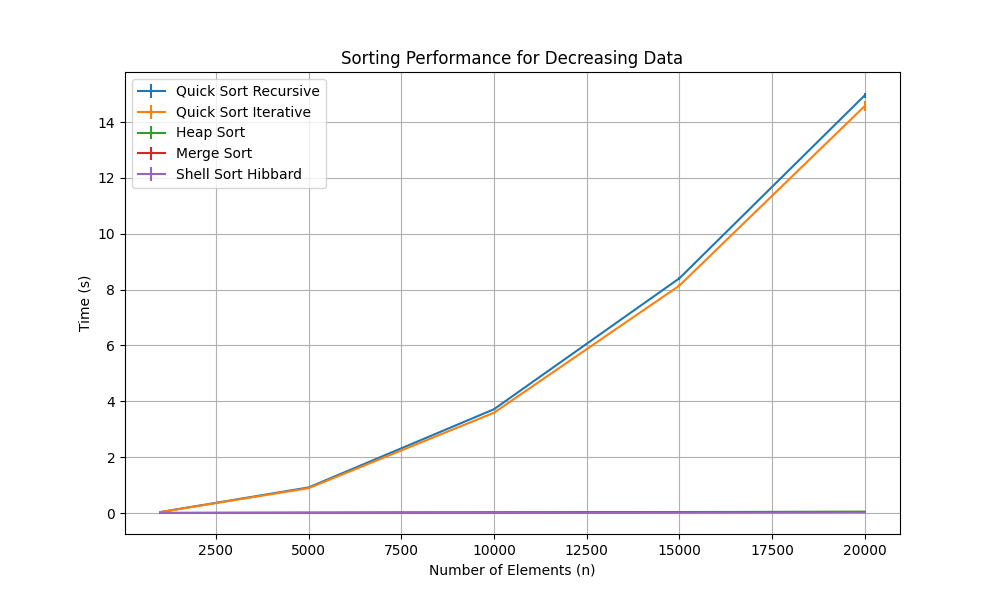 Sorting Performance for Decreasing Data
Quick Sort Recursive
Quick Sort Iterative
Heap Sort
Merge Sort
Shell Sort Hibbard
Time (s)
14
12
10
8
6
4
2
0
2500 5000 7500 10000 12500 15000 17500 20000
Number of Elements (n)